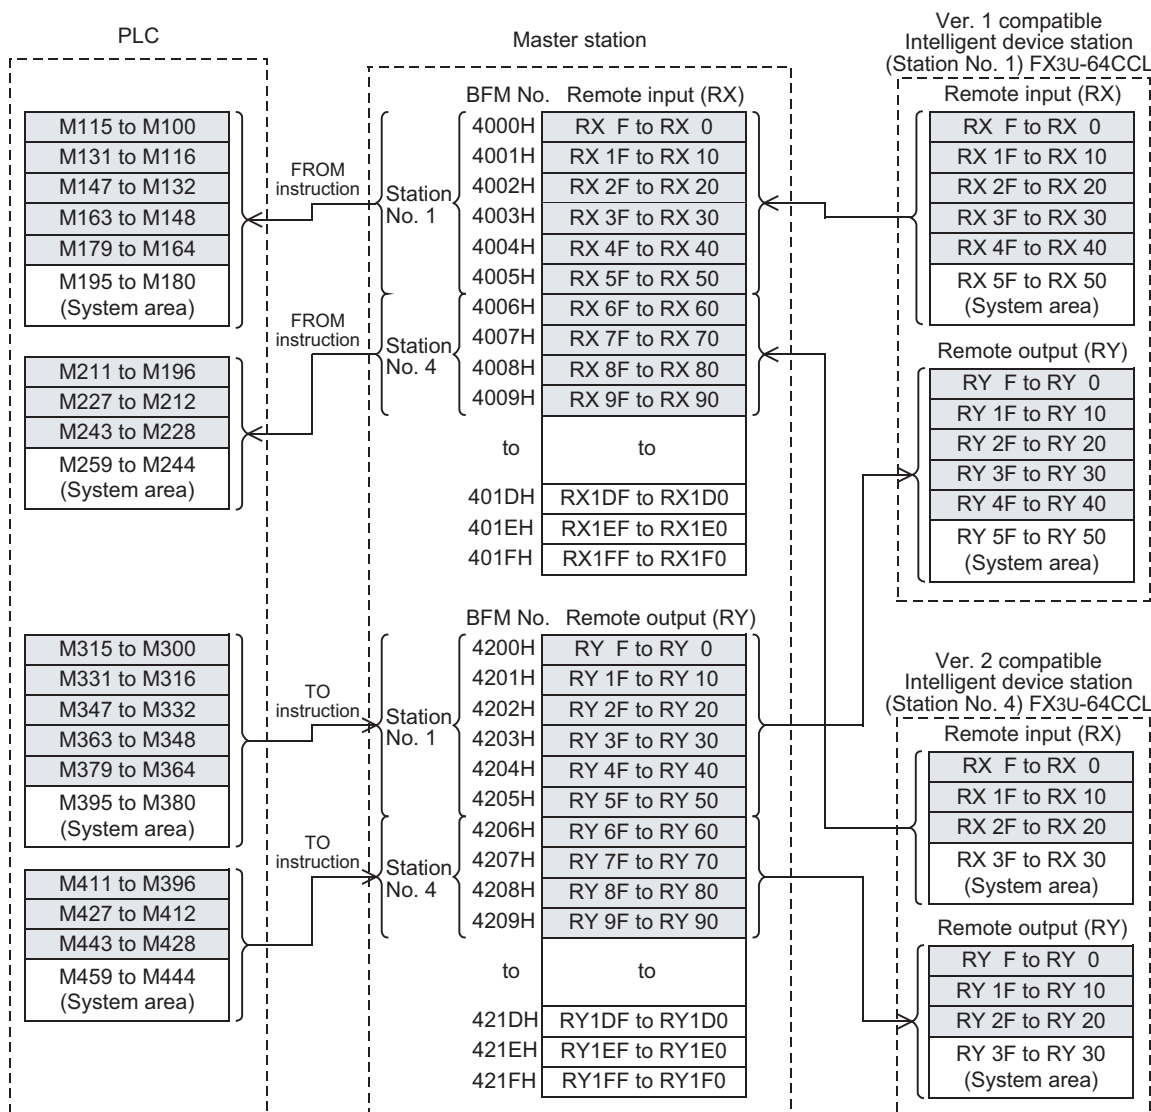 PLC
M115 to M100
M131 to M116
M147 to M132
M163 to M148
M179 to M164
M195 to M180
(System area)
M211 to M196
M227 to M212
M243 to M228
M259 to M244
(System area)
M315 to M300
M331 to M316
M347 to M332
M363 to M348
M379 to M364
M395 to M380
(System area)
M411 to M396
M427 to M412
M443 to M428
M459 to M444
(System area)
FROM
instruction
FROM
instruction
TO
instruction
TO
instruction
Master station
BFM No. Remote input (RX)
Station
No. 1
4000H RX F to RX 0
4001H RX 1F to RX 10
4002H RX 2F to RX 20
4003H RX 3F to RX 30
4004H RX 4F to RX 40
4005H RX 5F to RX 50
Station
No. 4
4006H RX 6F to RX 60
4007H RX 7F to RX 70
4008H RX 8F to RX 80
4009H RX 9F to RX 90
to to
401DH RX1DF to RX1D0
401EH RX1EF to RX1E0
401FH RX1FF to RX1F0
BFM No. Remote output (RY)
Station
No. 1
4200H RY F to RY 0
4201H RY 1F to RY 10
4202H RY 2F to RY 20
4203H RY 3F to RY 30
4204H RY 4F to RY 40
4205H RY 5F to RY 50
Station
No. 4
4206H RY 6F to RY 60
4207H RY 7F to RY 70
4208H RY 8F to RY 80
4209H RY 9F to RY 90
to to
421DH RY1DF to RY1D0
421EH RY1EF to RY1E0
421FH RY1FF to RY1F0
Ver. 1 compatible
Intelligent device station
(Station No. 1) FX3U-64CCL
Remote input (RX)
RX F to RX 0
RX 1F to RX 10
RX 2F to RX 20
RX 3F to RX 30
RX 4F to RX 40
RX 5F to RX 50
(System area)
Remote output (RY)
RY F to RY 0
RY 1F to RY 10
RY 2F to RY 20
RY 3F to RY 30
RY 4F to RY 40
RY 5F to RY 50
(System area)
Ver. 2 compatible
Intelligent device station
(Station No. 4) FX3U-64CCL
Remote input (RX)
RX F to RX 0
RX 1F to RX 10
RX 2F to RX 20
RX 3F to RX 30
(System area)
Remote output (RY)
RY F to RY 0
RY 1F to RY 10
RY 2F to RY 20
RY 3F to RY 30
(System area)